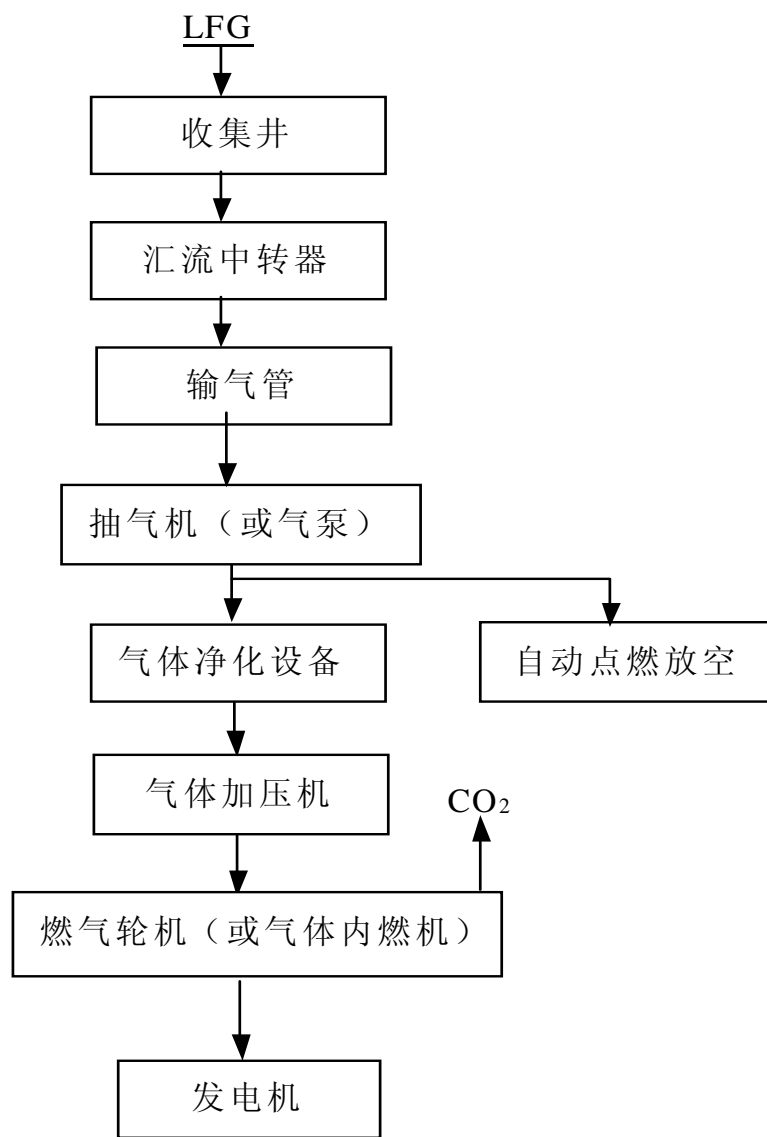 LFG
收集井
汇流中转器
输气管
抽气机（或气泵）
气体净化设备
自动点燃放空
气体加压机
CO₂
燃气轮机（或气体内燃机）
发电机